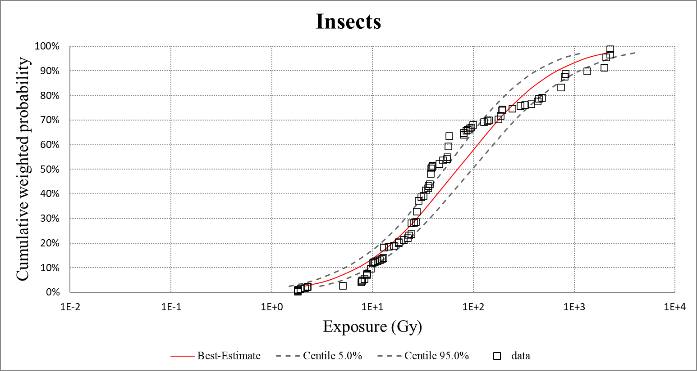 Insects
Cumulative weighted probability
100%
90%
80%
70%
60%
50%
40%
30%
20%
10%
0%
1E-2 1E-1 1E+0 1E+1 1E+2 1E+3 1E+4
Exposure (Gy)
Best-Estimate Centile 5.0% Centile 95.0% data